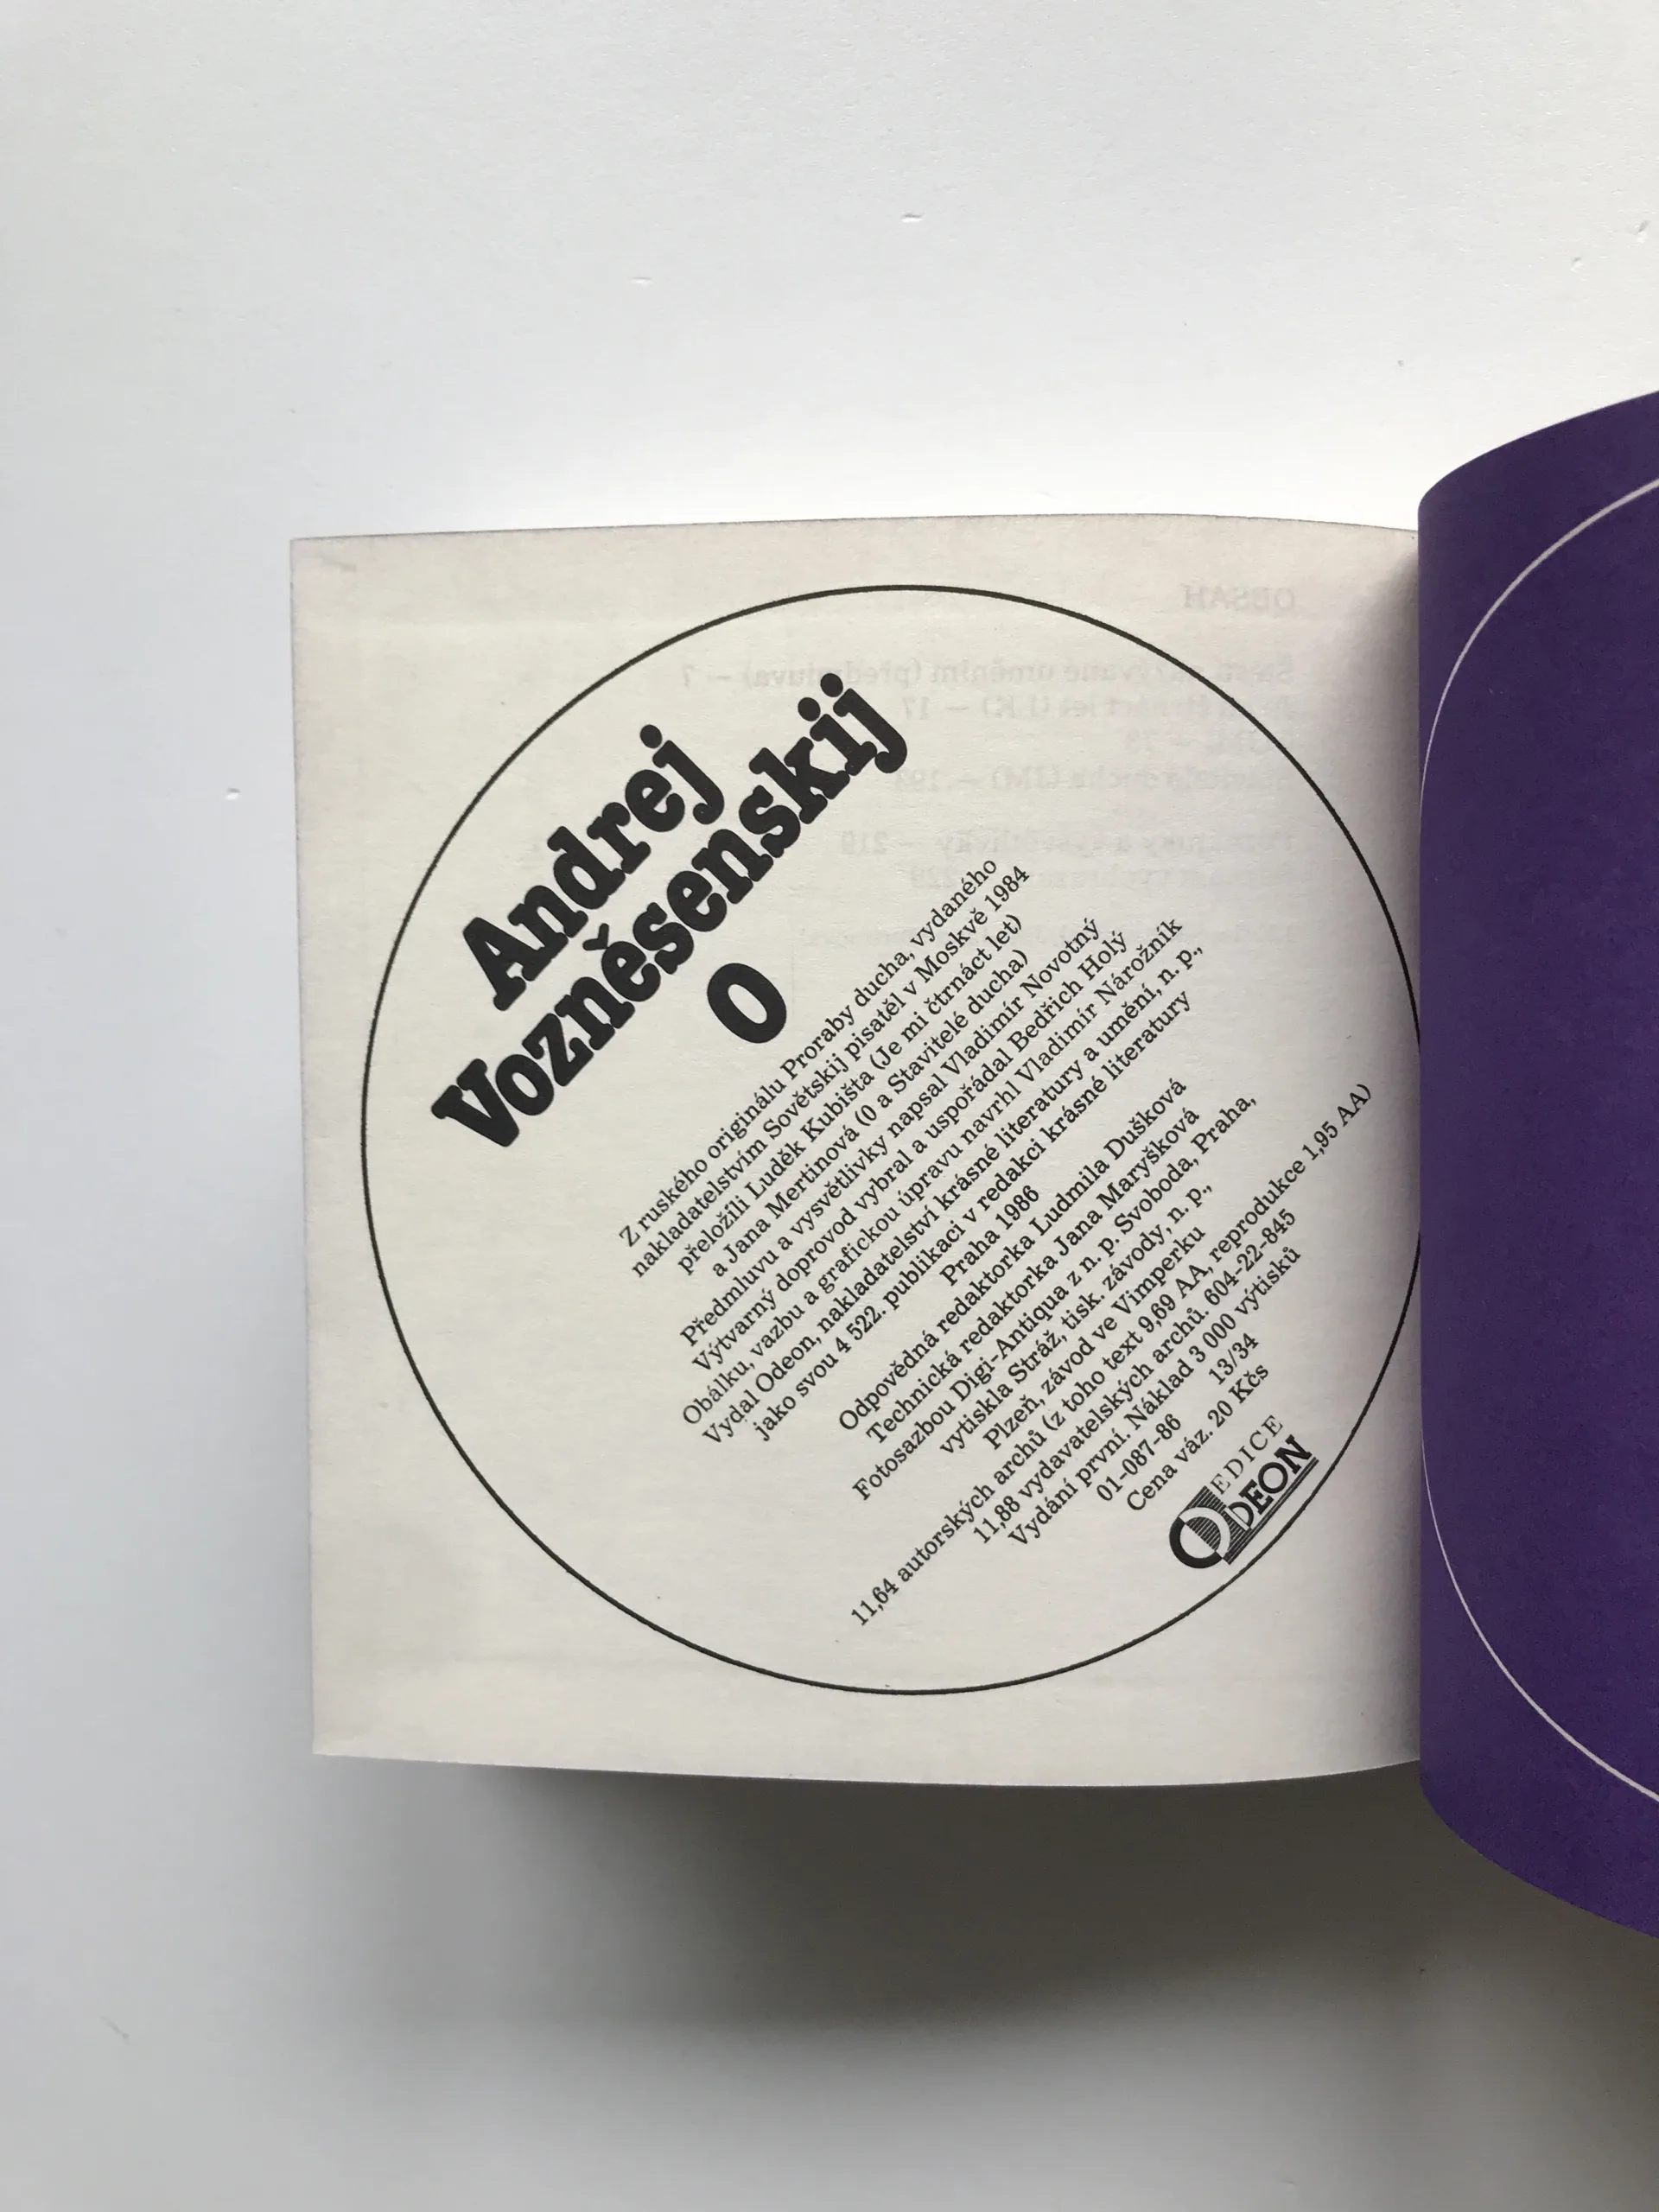 Andrej
Vozněsenskij
O
Z ruského originálu Proraby ducha, vydaného
nakladatelstvím Sovětskij pisatěl v Moskvě 1984
přeložili Luděk Kubišta (Je mi čtrnáct let)
a Jana Mertinová (O a Stavitelé ducha)
Předmluvu a vysvětlivky napsal Vladimír Novotný
Výtvarný doprovod vybral a uspořádal Bedřich Holý
Obálku, vazbu a grafickou úpravu navrhl Vladimír Nárožník
Vydal Odeon, nakladatelství krásné literatury a umění, n. p.,
jako svou 4 522. publikaci v redakci krásné literatury
Praha 1986
Odpovědná redaktorka Ludmila Dušková
Technická redaktorka Jana Maryšková
Fotosazbou Digi-Antiqua z n. p. Svoboda, Praha,
vytiskla Stráž, tisk. závody, n. p.,
Plzeň, závod ve Vimperku
11,64 autorských archů (z toho text 9,69 AA, reprodukce 1,95 AA)
11,88 vydavatelských archů. 604-22-845
Vydání první. Náklad 3 000 výtisků
01-087-86 13/34
Cena váz. 20 Kčs
EDICE
ODEON